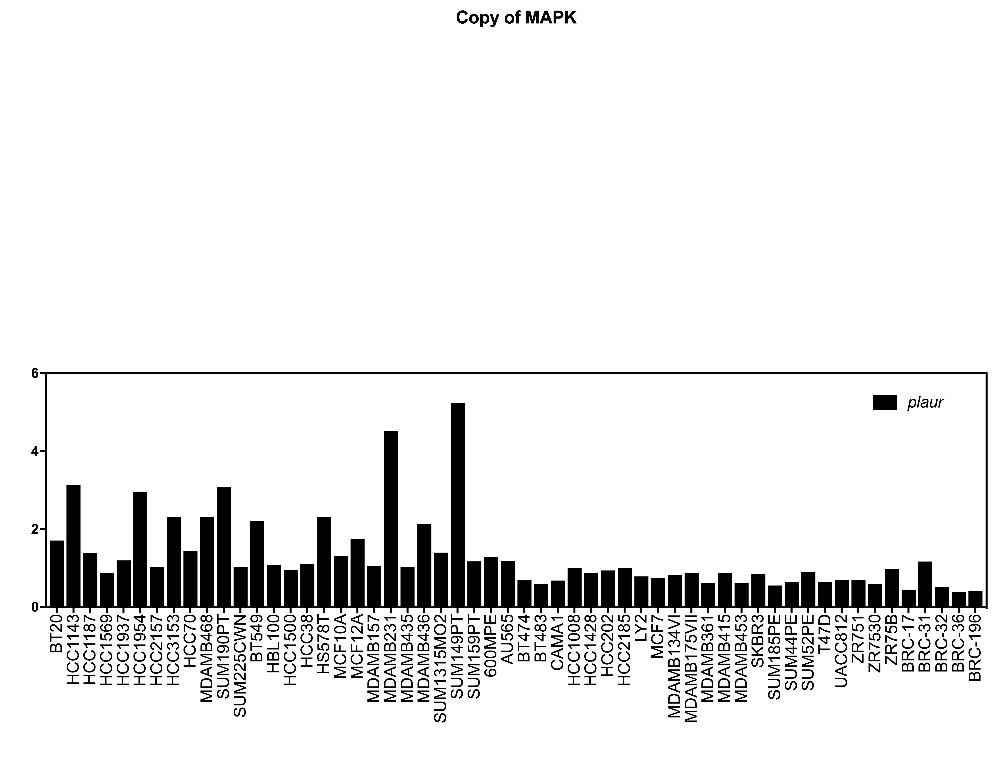 Copy of MAPK
6
plaur
4
2
0
BT20
HCC1143
HCC1187
HCC1569
HCC1937
HCC1954
HCC2157
HCC3153
HCC70
MDAMB468
SUM190PT
SUM225CWN
BT549
HBL100
HCC1500
HCC38
HS578T
MCF10A
MCF12A
MDAMB157
MDAMB231
MDAMB435
MDAMB436
SUM1315MO2
SUM149PT
SUM159PT
600MPE
AU565
BT474
BT483
CAMA1
HCC1008
HCC1428
HCC202
HCC2185
LY2
MCF7
MDAMB134VI
MDAMB175VII
MDAMB361
MDAMB415
MDAMB453
SKBR3
SUM185PE
SUM44PE
SUM52PE
T47D
UACC812
ZR751
ZR7530
ZR75B
BRC-17
BRC-31
BRC-32
BRC-36
BRC-196